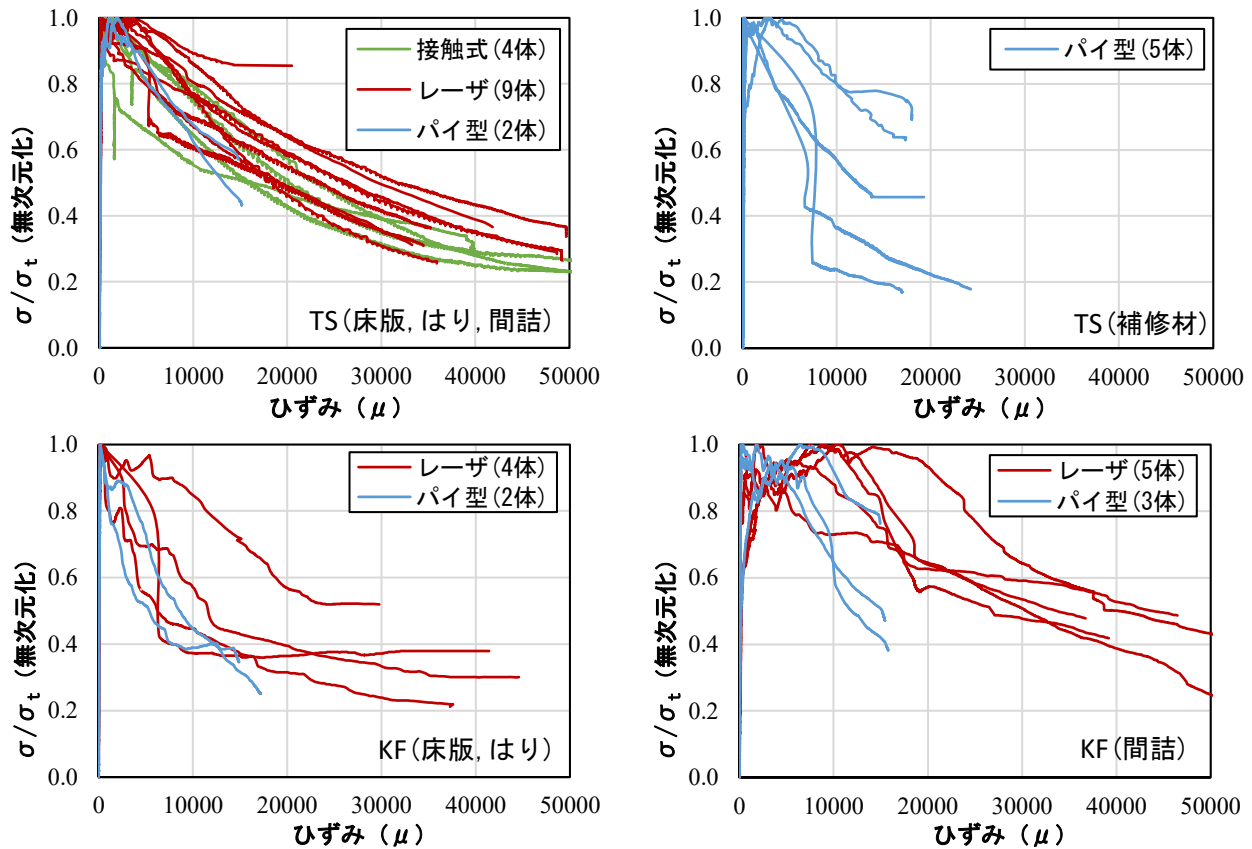 1.0
0.8
0.6
0.4
0.2
0.0
σ/σt (無次元化)
接触式(4体)
レーザ(9体)
パイ型(2体)
TS(床版, はり, 間詰)
0 10000 20000 30000 40000 50000
ひずみ (μ)
1.0
0.8
0.6
0.4
0.2
0.0
σ/σt (無次元化)
パイ型(5体)
TS(補修材)
0 10000 20000 30000 40000 50000
ひずみ (μ)
1.0
0.8
0.6
0.4
0.2
0.0
σ/σt (無次元化)
レーザ(4体)
パイ型(2体)
KF(床版, はり)
0 10000 20000 30000 40000 50000
ひずみ (μ)
1.0
0.8
0.6
0.4
0.2
0.0
σ/σt (無次元化)
レーザ(5体)
パイ型(3体)
KF(間詰)
0 10000 20000 30000 40000 50000
ひずみ (μ)